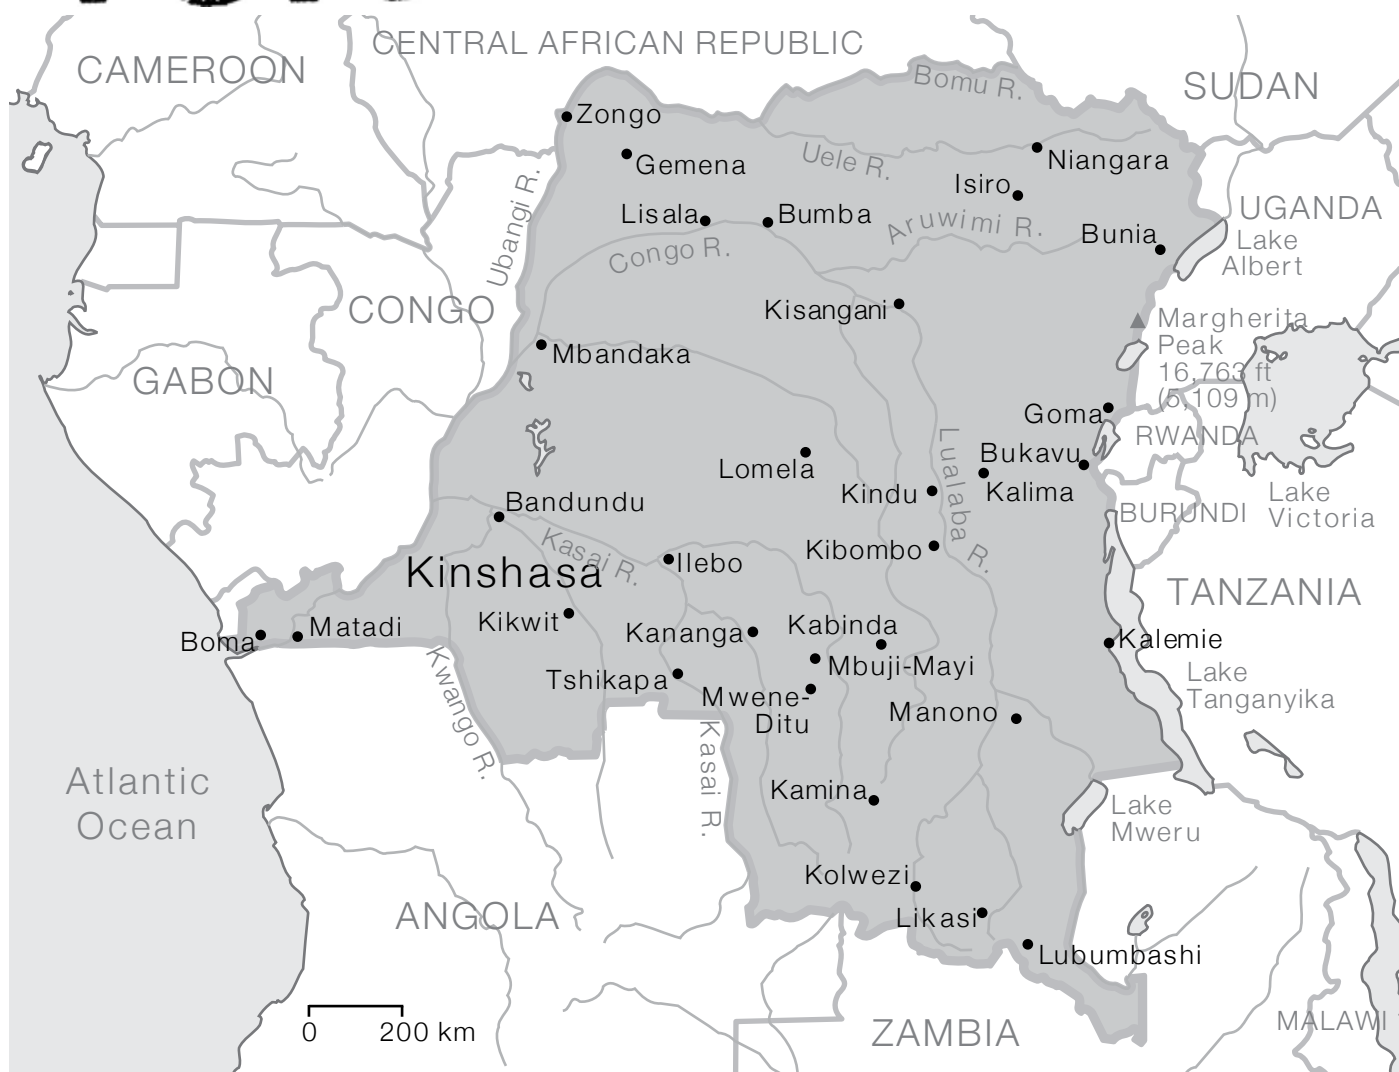 CENTRAL AFRICAN REPUBLIC
CAMEROON
SUDAN
Bomu R.
Zongo
Gemena
Uele R.
Niangara
Isiro
Ubangi R.
Lisala
Bumba
Aruwimi R.
UGANDA
Bunia
Lake
Albert
Congo R.
CONGO
Kisangani
Margherita
Peak
16,763 ft
(5,109 m)
Mbandaka
GABON
Goma
RWANDA
Lualaba R.
Bukavu
Lomela
Kindu
Kalima
Lake
Victoria
BURUNDI
Bandundu
Kasai R.
Kibombo
Ilebo
Kinshasa
TANZANIA
Kikwit
Kananga
Kabinda
Matadi
Boma
Kalemie
Mbuji-Mayi
Lake
Tanganyika
Tshikapa
Mwene-
Ditu
Manono
Kwango R.
Kasai R.
Atlantic
Ocean
Kamina
Lake
Mweru
Kolwezi
Likasi
ANGOLA
Lubumbashi
0 200 km
ZAMBIA
MALAWI